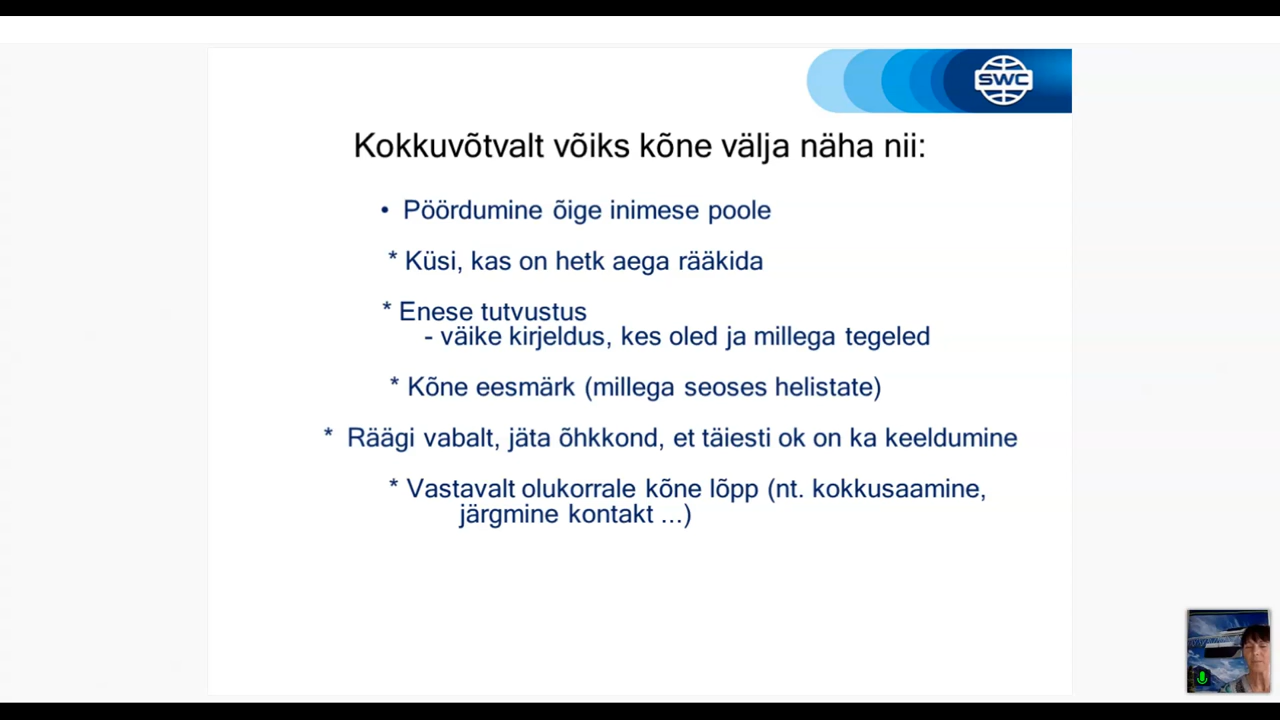 SWC
Kokkuvõtvalt võiks kõne välja näha nii:
• Pöördumine õige inimese poole
* Küsi, kas on hetk aega rääkida
* Enese tutvustus
- väike kirjeldus, kes oled ja millega tegeled
* Kõne eesmärk (millega seoses helistate)
* Räägi vabalt, jäta õhkkond, et täiesti ok on ka keeldumine
* Vastavalt olukorrale kõne lõpp (nt. kokkusaamine,
järgmine kontakt ...)